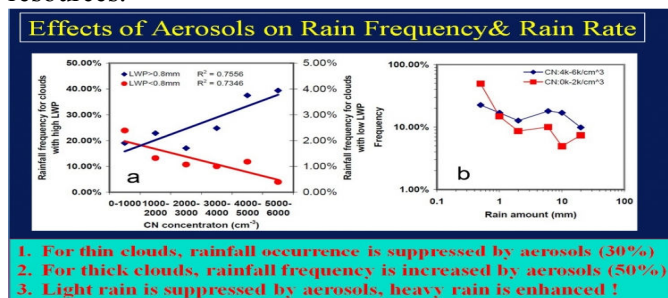 resources.
Effects of Aerosols on Rain Frequency& Rain Rate
50.00%
40.00%
30.00%
20.00%
10.00%
0.00%
Rainfall frequency for clouds
with high LWP
LWP>0.8mm R² = 0.7556
LWP<0.8mm R² = 0.7346
a
5.00%
4.00%
3.00%
2.00%
1.00%
0.00%
Rainfall frequency for clouds
with low LWP
0-1000 1000- 2000- 3000- 4000- 5000-
2000 3000 4000 5000 6000
CN concentraton (cm⁻³)
100.00%
10.00%
1.00%
Frequency
CN:4k-6k/cm^3
CN:0k-2k/cm^3
b
0.1 1 10 100
Rain amount (mm)
1. For thin clouds, rainfall occurrence is suppressed by aerosols (30%)
2. For thick clouds, rainfall frequency is increased by aerosols (50%)
3. Light rain is suppressed by aerosols, heavy rain is enhanced !